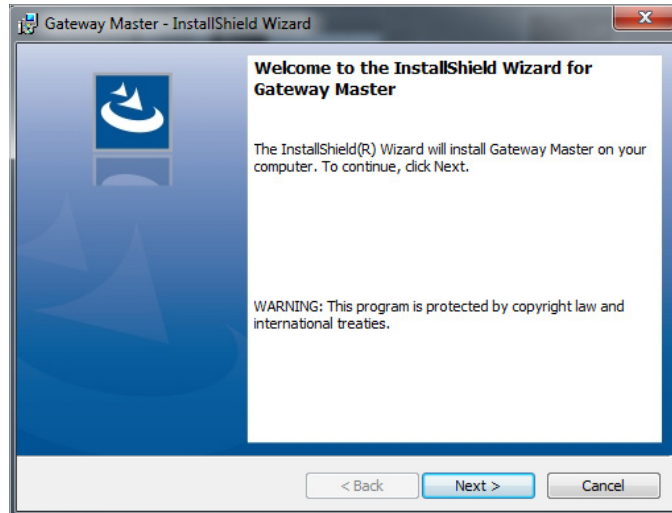 Gateway Master - InstallShield Wizard
Welcome to the InstallShield Wizard for
Gateway Master
The InstallShield(R) Wizard will install Gateway Master on your
computer. To continue, click Next.
WARNING: This program is protected by copyright law and
international treaties.
< Back
Next >
Cancel